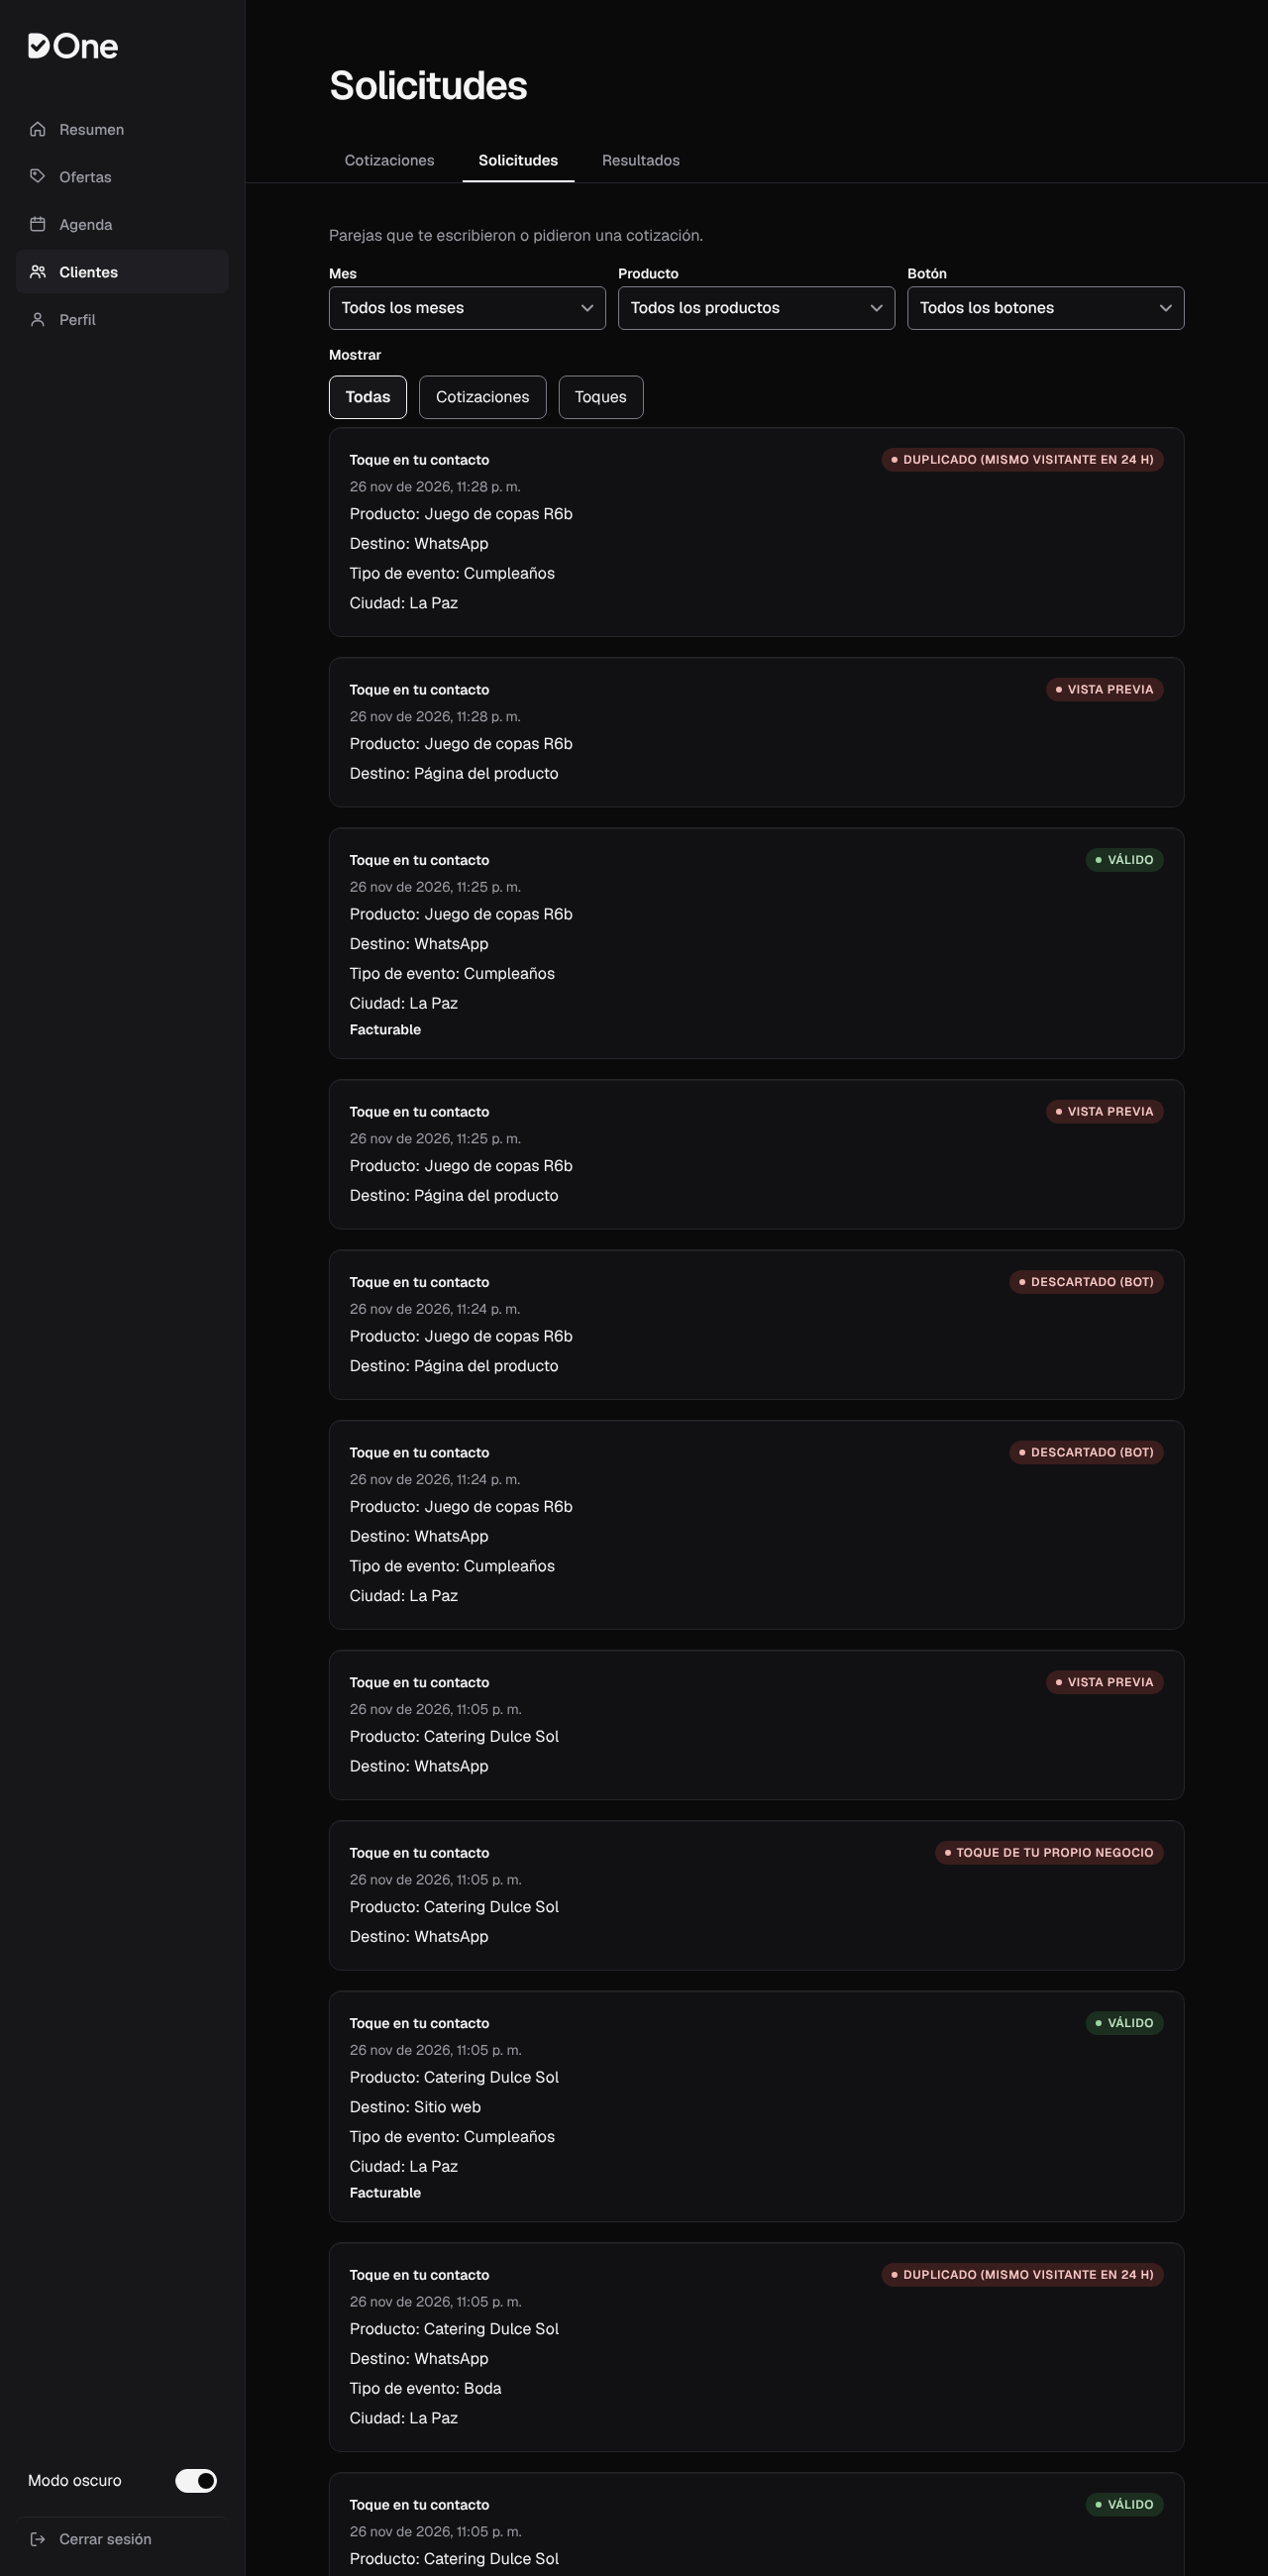 DOne
Resumen
Ofertas
Agenda
Clientes
Perfil
Solicitudes
Cotizaciones
Solicitudes
Resultados
Parejas que te escribieron o pidieron una cotización.
Mes
Producto
Botón
Todos los meses
Todos los productos
Todos los botones
Mostrar
Todas
Cotizaciones
Toques
Toque en tu contacto
DUPLICADO (MISMO VISITANTE EN 24 H)
26 nov de 2026, 11:28 p. m.
Producto: Juego de copas R6b
Destino: WhatsApp
Tipo de evento: Cumpleaños
Ciudad: La Paz
Toque en tu contacto
VISTA PREVIA
26 nov de 2026, 11:28 p. m.
Producto: Juego de copas R6b
Destino: Página del producto
Toque en tu contacto
VÁLIDO
26 nov de 2026, 11:25 p. m.
Producto: Juego de copas R6b
Destino: WhatsApp
Tipo de evento: Cumpleaños
Ciudad: La Paz
Facturable
Toque en tu contacto
VISTA PREVIA
26 nov de 2026, 11:25 p. m.
Producto: Juego de copas R6b
Destino: Página del producto
Toque en tu contacto
DESCARTADO (BOT)
26 nov de 2026, 11:24 p. m.
Producto: Juego de copas R6b
Destino: Página del producto
Toque en tu contacto
DESCARTADO (BOT)
26 nov de 2026, 11:24 p. m.
Producto: Juego de copas R6b
Destino: WhatsApp
Tipo de evento: Cumpleaños
Ciudad: La Paz
Toque en tu contacto
VISTA PREVIA
26 nov de 2026, 11:05 p. m.
Producto: Catering Dulce Sol
Destino: WhatsApp
Toque en tu contacto
TOQUE DE TU PROPIO NEGOCIO
26 nov de 2026, 11:05 p. m.
Producto: Catering Dulce Sol
Destino: WhatsApp
Toque en tu contacto
VÁLIDO
26 nov de 2026, 11:05 p. m.
Producto: Catering Dulce Sol
Destino: Sitio web
Tipo de evento: Cumpleaños
Ciudad: La Paz
Facturable
Toque en tu contacto
DUPLICADO (MISMO VISITANTE EN 24 H)
26 nov de 2026, 11:05 p. m.
Producto: Catering Dulce Sol
Destino: WhatsApp
Tipo de evento: Boda
Ciudad: La Paz
Toque en tu contacto
VÁLIDO
26 nov de 2026, 11:05 p. m.
Producto: Catering Dulce Sol
Modo oscuro
Cerrar sesión